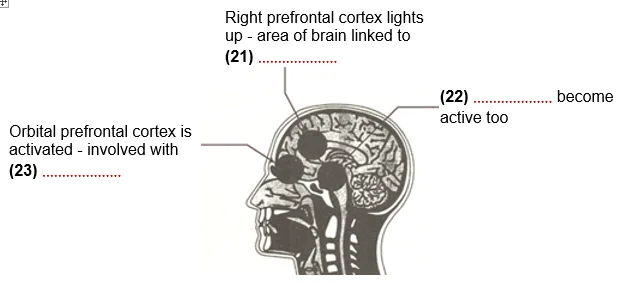 Right prefrontal cortex lights
up - area of brain linked to
(21) .....................
(22) ..................... become
active too
Orbital prefrontal cortex is
activated - involved with
(23) .....................